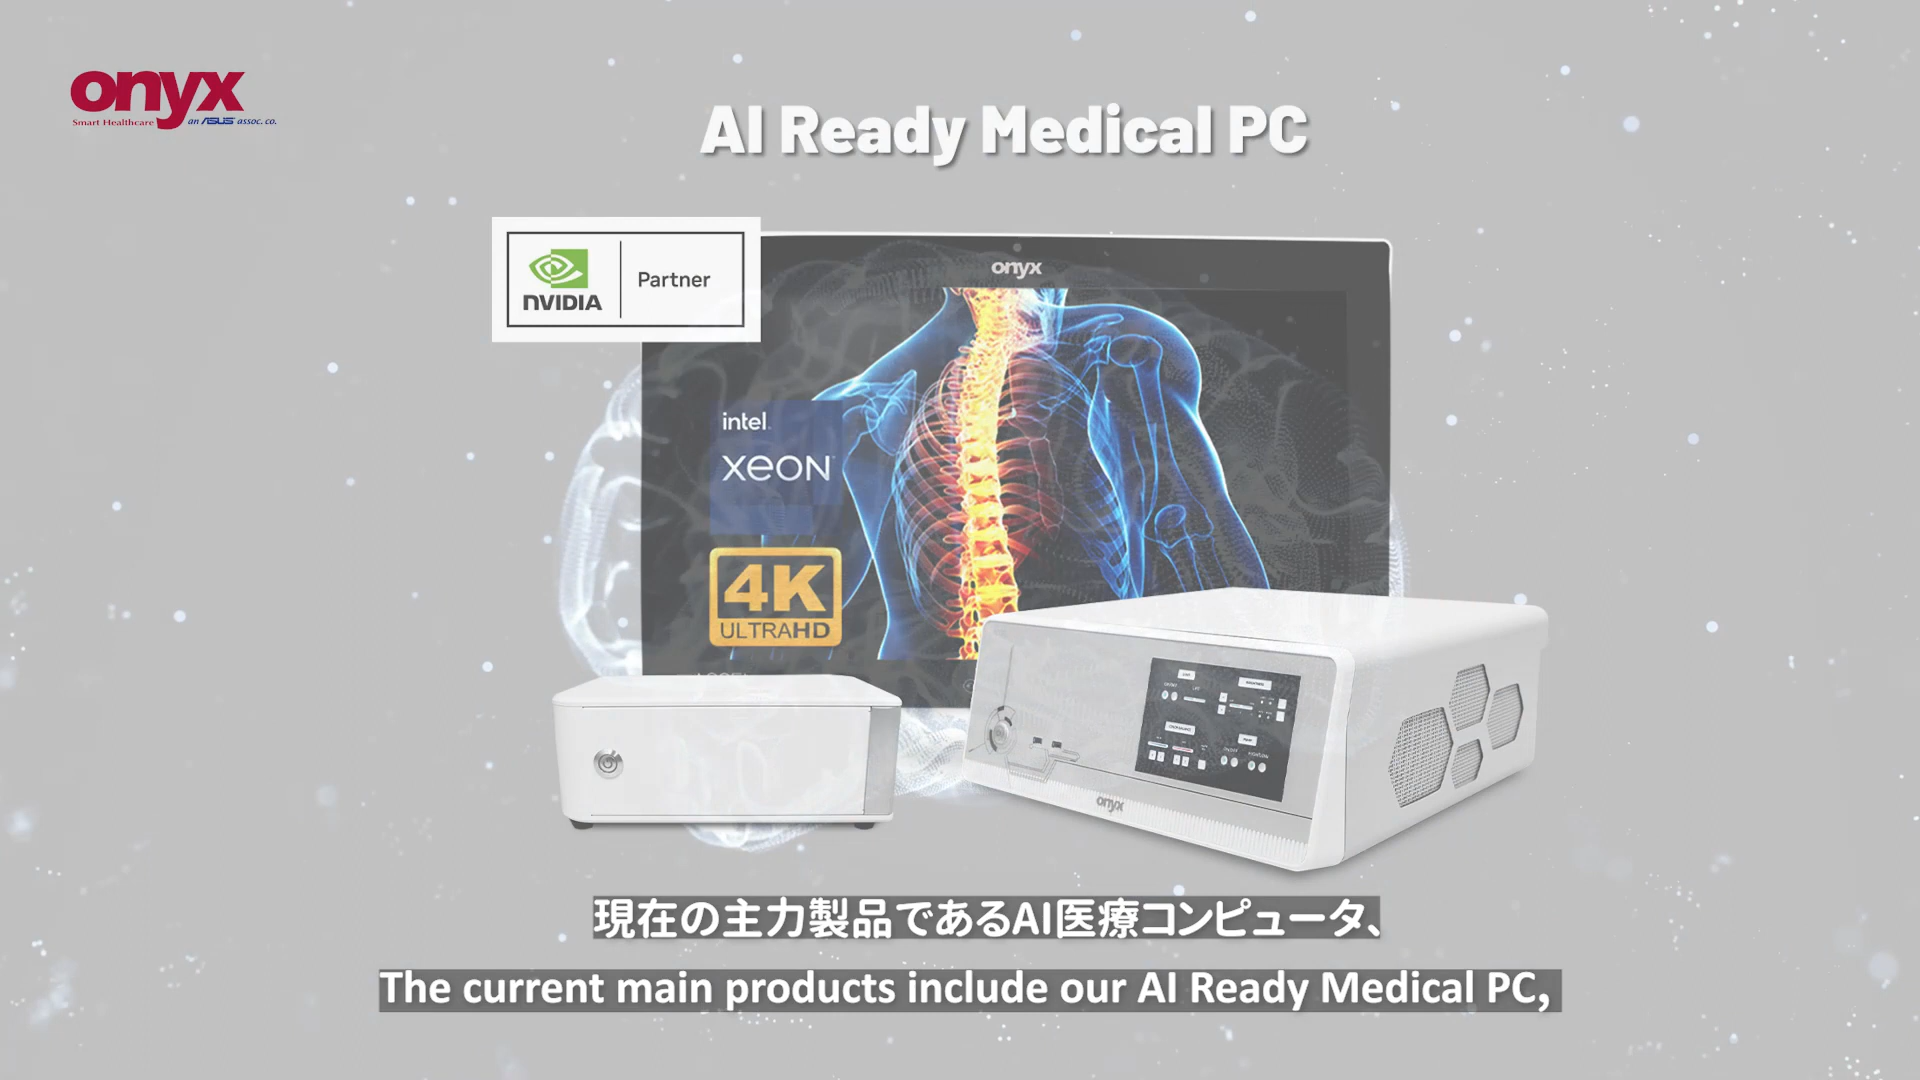 onyx
Smart Healthcare an ASUS assoc. co.
AI Ready Medical PC
NVIDIA
Partner
onyx
intel
XEON
4K
ULTRAHD
onyx
現在の主力製品であるAI医療コンピュータ、
The current main products include our AI Ready Medical PC,